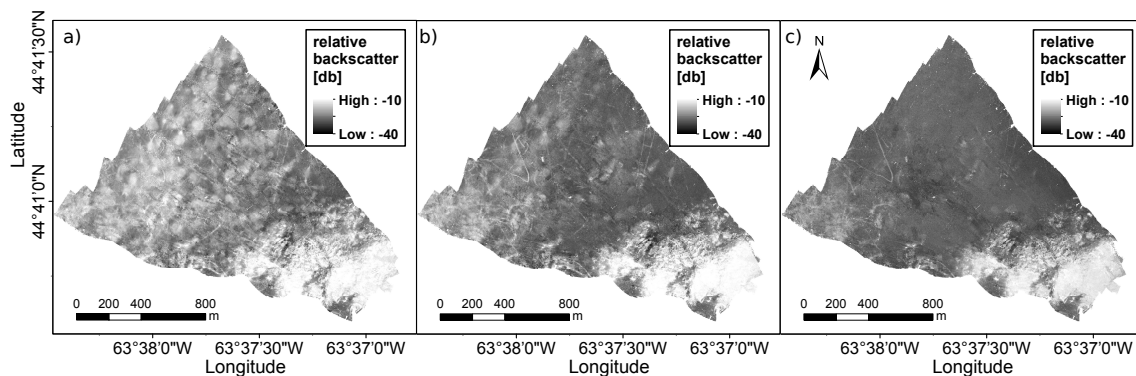 a)
relative
backscatter
[db]
High : -10
Low : -40
b)
relative
backscatter
[db]
High : -10
Low : -40
c)
N
relative
backscatter
[db]
High : -10
Low : -40
44°41'30"N
44°41'0"N
Latitude
0 200 400 800
m
0 200 400 800
m
0 200 400 800
m
63°38'0"W 63°37'30"W 63°37'0"W
63°38'0"W 63°37'30"W 63°37'0"W
63°38'0"W 63°37'30"W 63°37'0"W
Longitude
Longitude
Longitude